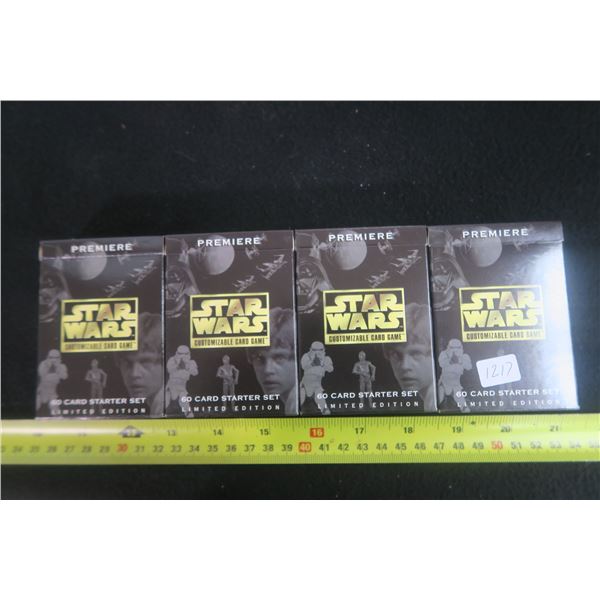 PREMIERE
STAR WARS
CUSTOMIZABLE CARD GAME
60 CARD STARTER SET
LIMITED EDITION
PREMIERE
STAR WARS
CUSTOMIZABLE CARD GAME
60 CARD STARTER SET
LIMITED EDITION
PREMIERE
STAR WARS
CUSTOMIZABLE CARD GAME
60 CARD STARTER SET
LIMITED EDITION
PREMIERE
STAR WARS
CUSTOMIZABLE CARD GAME
1217
60 CARD STARTER SET
LIMITED EDITION
13 14 15 16 17 18 19 20 21
29 30 31 32 33 34 35 36 37 38 39 40 41 42 43 44 45 46 47 48 49 50 51 52 53 54